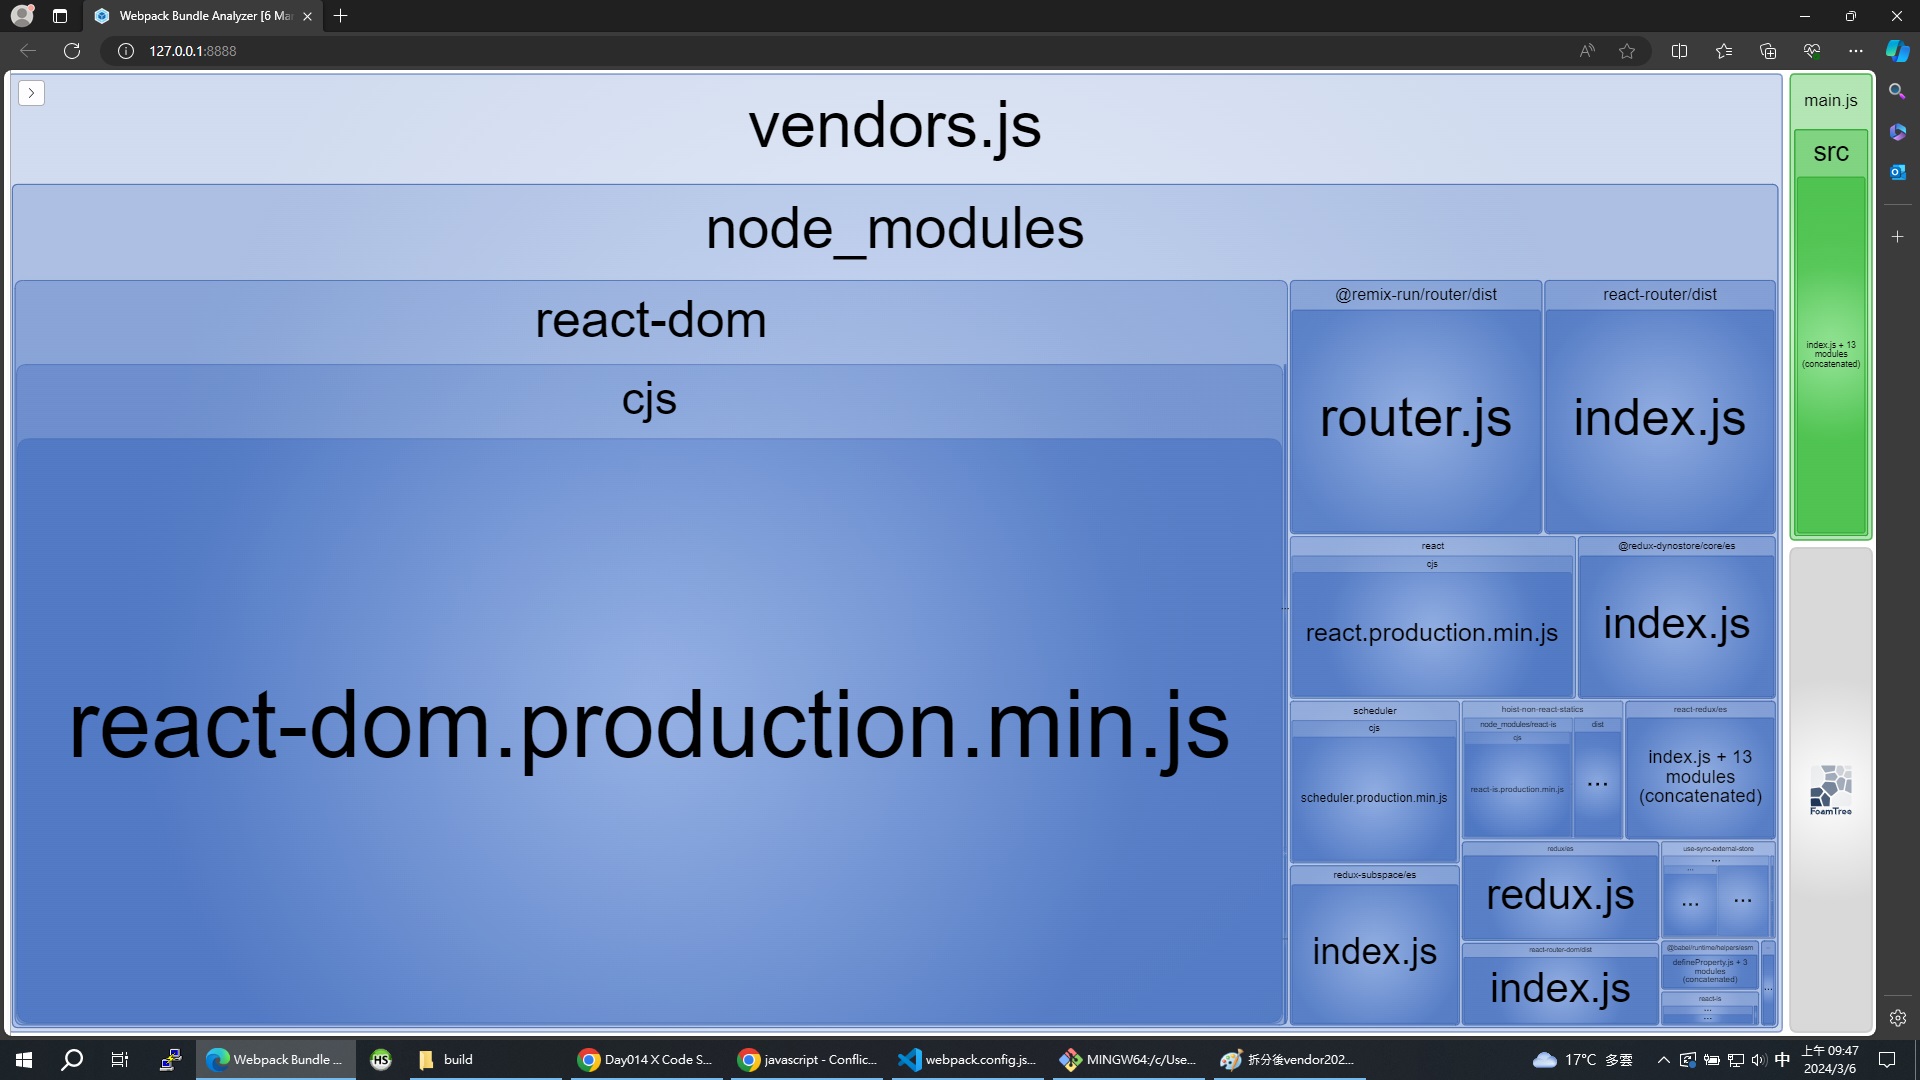 Webpack Bundle Analyzer [6 Mar
127.0.0.1:8888
vendors.js
node_modules
react-dom
cjs
react-dom.production.min.js
@remix-run/router/dist
router.js
react-router/dist
index.js
react
cjs
react.production.min.js
@redux-dynostore/core/es
index.js
scheduler
cjs
scheduler.production.min.js
hoist-non-react-statics
node_modules/react-is
cjs
react-is.production.min.js
dist
...
react-redux/es
index.js + 13
modules
(concatenated)
redux-subspace/es
index.js
redux/es
redux.js
react-router-dom/dist
index.js
use-sync-external-store
...
...
...
...
@babel/runtime/helpers/esm
defineProperty.js + 3
modules
(concatenated)
react-is
...
...
...
...
main.js
src
index.js + 13
modules
(concatenated)
FoamTree
Webpack Bundle ...
HS
build
Day014 X Code S...
javascript - Conflic...
webpack.config.js...
MINGW64:/c/Use...
拆分後vendor202...
17°C 多雲
中
上午 09:47
2024/3/6